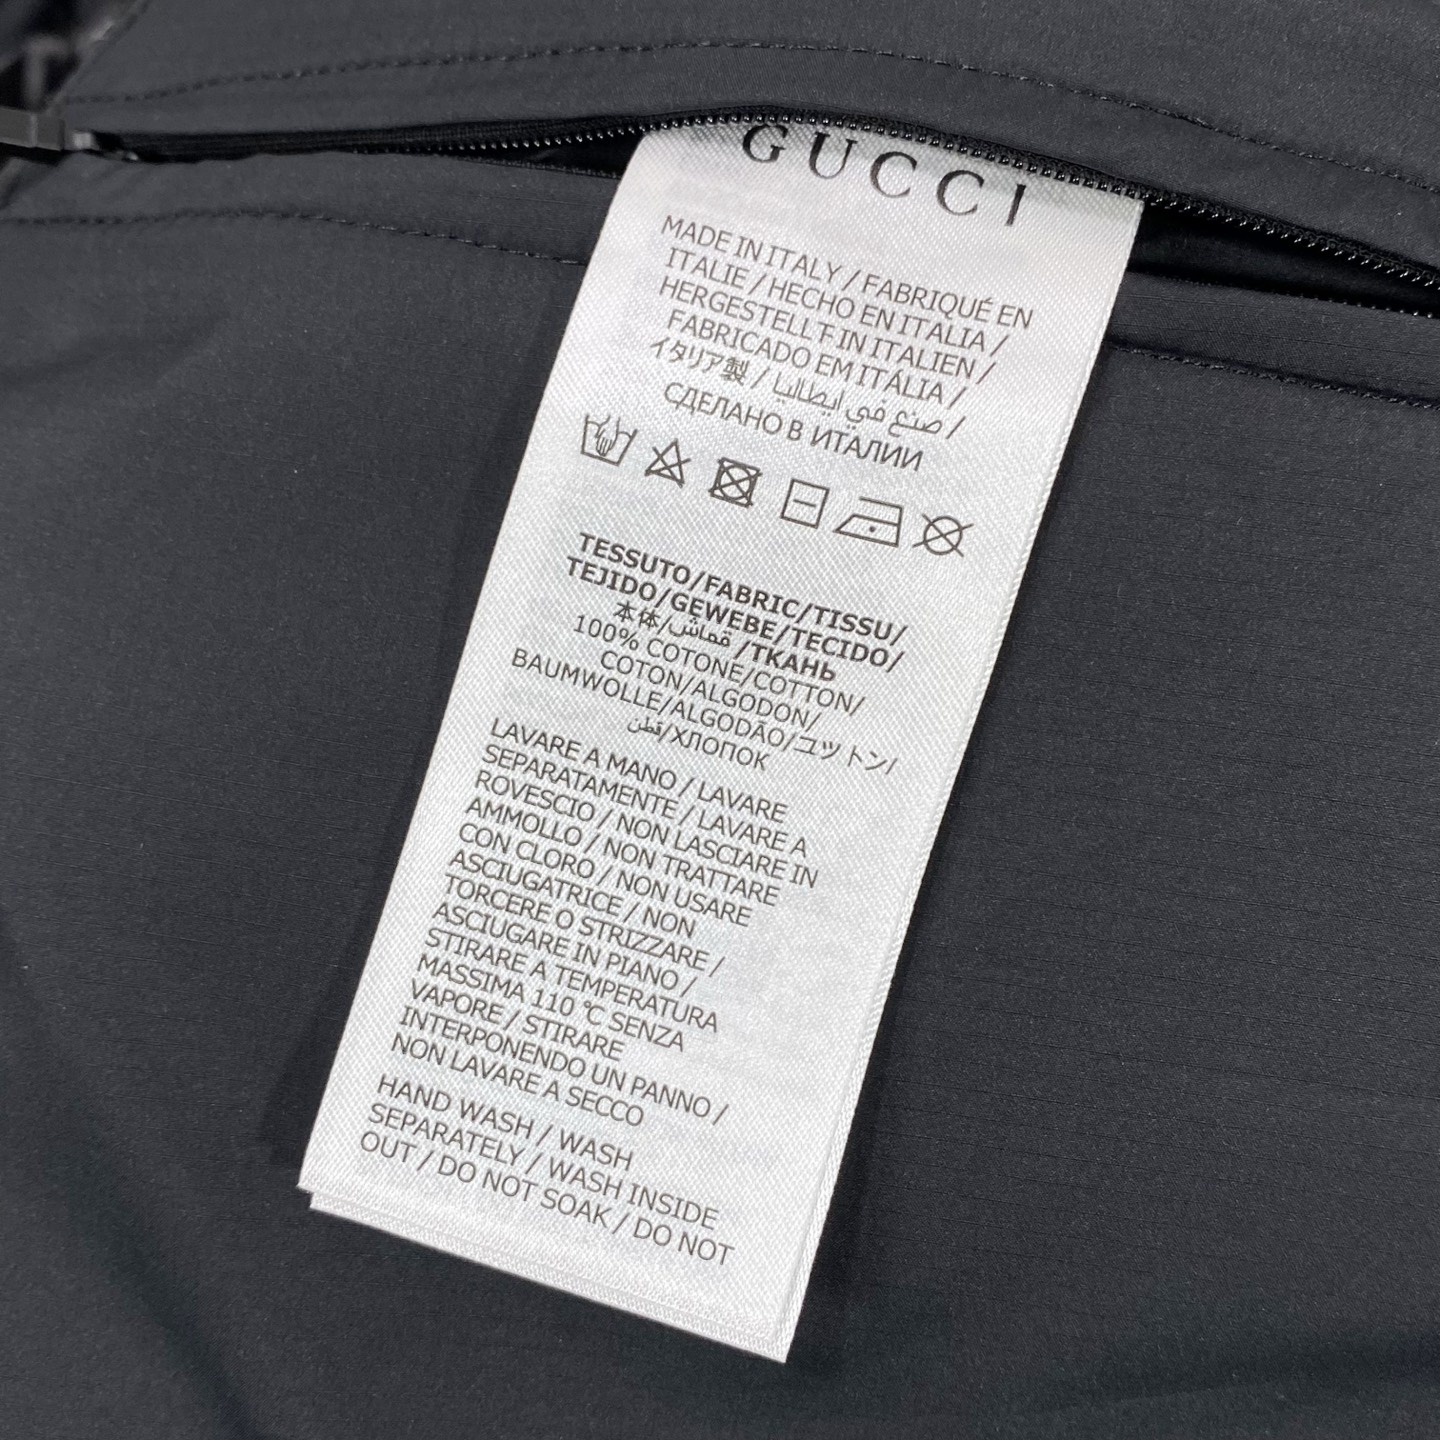 GUCCI
MADE IN ITALY / FABRIQUÉ EN
ITALIE / HECHO EN ITALIA /
HERGESTELLT IN ITALIEN /
FABRICADO EM ITÁLIA /
イタリア製 / صنع في ايطاليا /
СДЕЛАНО В ИТАЛИИ
TESSUTO/FABRIC/TISSU/
TEJIDO/GEWEBE/TECIDO/
本体/قماش/ТКАНЬ
100% COTONE/COTTON/
COTON/ALGODON/
BAUMWOLLE/ALGODÃO/ユットン/
قطن/ХЛОПОК
LAVARE A MANO / LAVARE
SEPARATAMENTE / LAVARE A
ROVESCIO / NON LASCIARE IN
AMMOLLO / NON TRATTARE
CON CLORO / NON USARE
ASCIUGATRICE / NON
TORCERE O STRIZZARE /
ASCIUGARE IN PIANO /
STIRARE A TEMPERATURA
MASSIMA 110 °C SENZA
VAPORE / STIRARE
INTERPONENDO UN PANNO /
NON LAVARE A SECCO
HAND WASH / WASH
SEPARATELY / WASH INSIDE
OUT / DO NOT SOAK / DO NOT